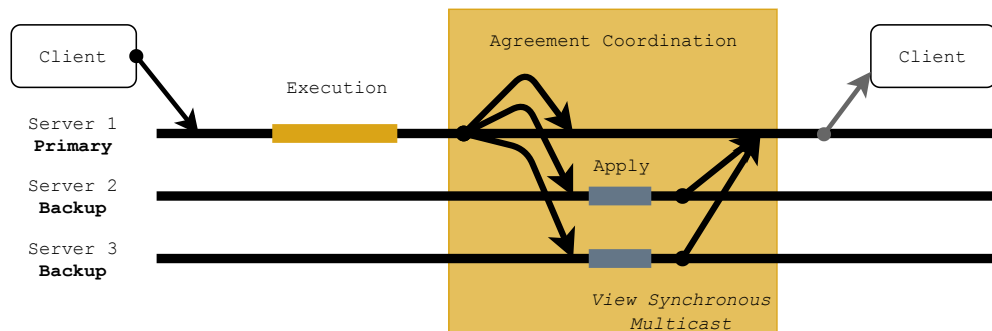 Agreement Coordination
Client
Client
Execution
Server 1
Primary
Apply
Server 2
Backup
Server 3
Backup
View Synchronous
Multicast